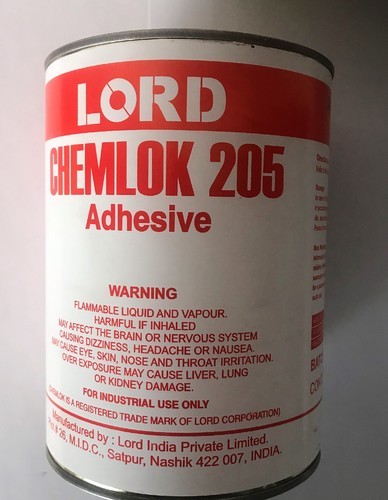 LORD
CHEMLOK 205
Adhesive
WARNING
FLAMMABLE LIQUID AND VAPOUR.
HARMFUL IF INHALED
MAY AFFECT THE BRAIN OR NERVOUS SYSTEM
CAUSING DIZZINESS, HEADACHE OR NAUSEA.
MAY CAUSE EYE, SKIN, NOSE AND THROAT IRRITATION.
OVER EXPOSURE MAY CAUSE LIVER, LUNG
OR KIDNEY DAMAGE.
FOR INDUSTRIAL USE ONLY
(CHEMLOK IS A REGISTERED TRADE MARK OF LORD CORPORATION)
Manufactured by : Lord India Private Limited.
# 26, M.I.D.C., Satpur, Nashik 422 007, INDIA.